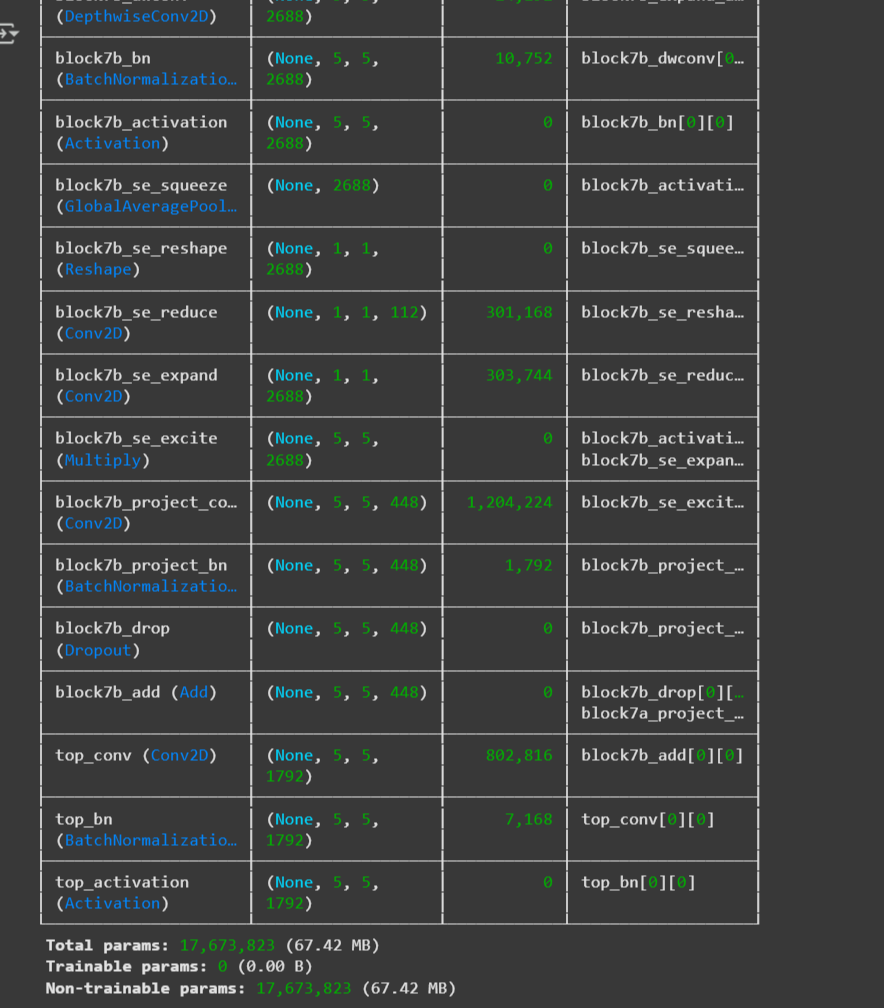 (DepthwiseConv2D) 2688)
block7b_bn (None, 5, 5, 10,752 block7b_dwconv[0…
(BatchNormalizatio… 2688)
block7b_activation (None, 5, 5, 0 block7b_bn[0][0]
(Activation) 2688)
block7b_se_squeeze (None, 2688) 0 block7b_activati…
(GlobalAveragePool…
block7b_se_reshape (None, 1, 1, 0 block7b_se_squee…
(Reshape) 2688)
block7b_se_reduce (None, 1, 1, 112) 301,168 block7b_se_resha…
(Conv2D)
block7b_se_expand (None, 1, 1, 303,744 block7b_se_reduc…
(Conv2D) 2688)
block7b_se_excite (None, 5, 5, 0 block7b_activati…
(Multiply) 2688) block7b_se_expan…
block7b_project_co… (None, 5, 5, 448) 1,204,224 block7b_se_excit…
(Conv2D)
block7b_project_bn (None, 5, 5, 448) 1,792 block7b_project_…
(BatchNormalizatio…
block7b_drop (None, 5, 5, 448) 0 block7b_project_…
(Dropout)
block7b_add (Add) (None, 5, 5, 448) 0 block7b_drop[0][…
block7a_project_…
top_conv (Conv2D) (None, 5, 5, 802,816 block7b_add[0][0]
1792)
top_bn (None, 5, 5, 7,168 top_conv[0][0]
(BatchNormalizatio… 1792)
top_activation (None, 5, 5, 0 top_bn[0][0]
(Activation) 1792)
Total params: 17,673,823 (67.42 MB)
Trainable params: 0 (0.00 B)
Non-trainable params: 17,673,823 (67.42 MB)